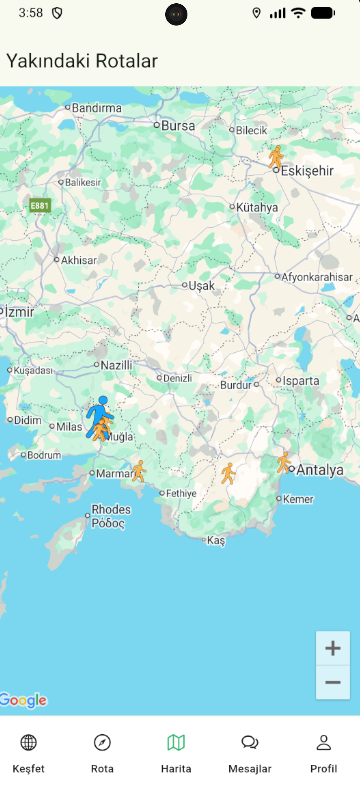 3:58
Yakındaki Rotalar
Bandırma
Bursa
Bilecik
Eskişehir
Balıkesir
E881
Kütahya
Akhisar
Afyonkarahisar
Uşak
İzmir
Nazilli
Kuşadası
Denizli
Burdur
Isparta
Didim
Milas
Muğla
Bodrum
Marmari
Antalya
Fethiye
Kemer
Rhodes
Ρόδος
Kaş
+
−
Google
Keşfet
Rota
Harita
Mesajlar
Profil